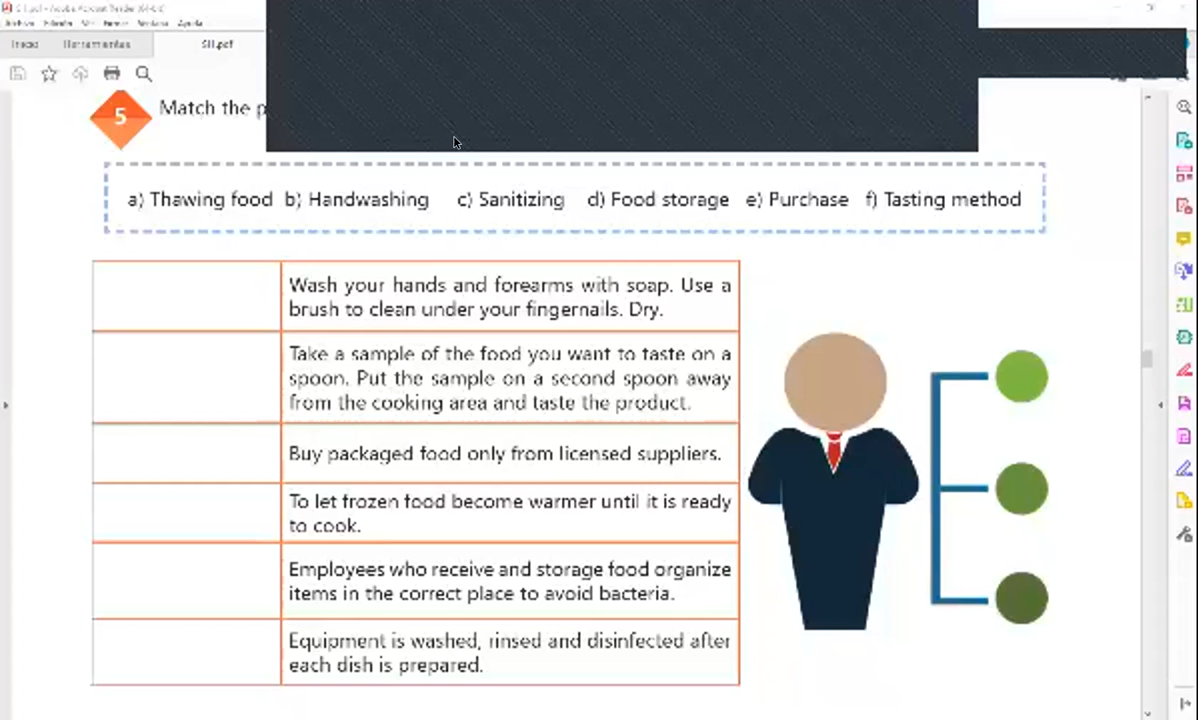 Inicio
Herramientas
SII.pdf
5
Match the p
a) Thawing food b) Handwashing c) Sanitizing d) Food storage e) Purchase f) Tasting method
Wash your hands and forearms with soap. Use a
brush to clean under your fingernails. Dry.
Take a sample of the food you want to taste on a
spoon. Put the sample on a second spoon away
from the cooking area and taste the product.
Buy packaged food only from licensed suppliers.
To let frozen food become warmer until it is ready
to cook.
Employees who receive and storage food organize
items in the correct place to avoid bacteria.
Equipment is washed, rinsed and disinfected after
each dish is prepared.